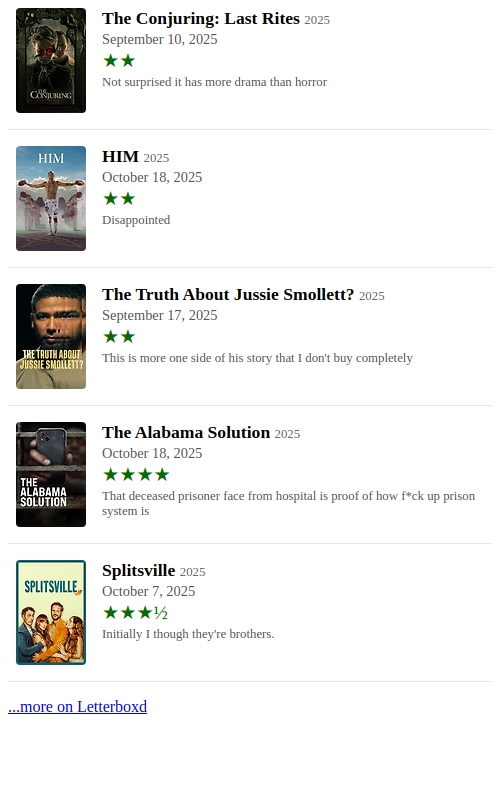 The Conjuring: Last Rites 2025
September 10, 2025
★★
Not surprised it has more drama than horror
THE
CONJURING
HIM 2025
October 18, 2025
★★
Disappointed
HIM
The Truth About Jussie Smollett? 2025
September 17, 2025
★★
This is more one side of his story that I don't buy completely
THE TRUTH ABOUT
JUSSIE SMOLLETT?
The Alabama Solution 2025
October 18, 2025
★★★★
That deceased prisoner face from hospital is proof of how f*ck up prison
system is
THE
ALABAMA
SOLUTION
Splitsville 2025
October 7, 2025
★★★½
Initially I though they're brothers.
SPLITSVILLE
...more on Letterboxd